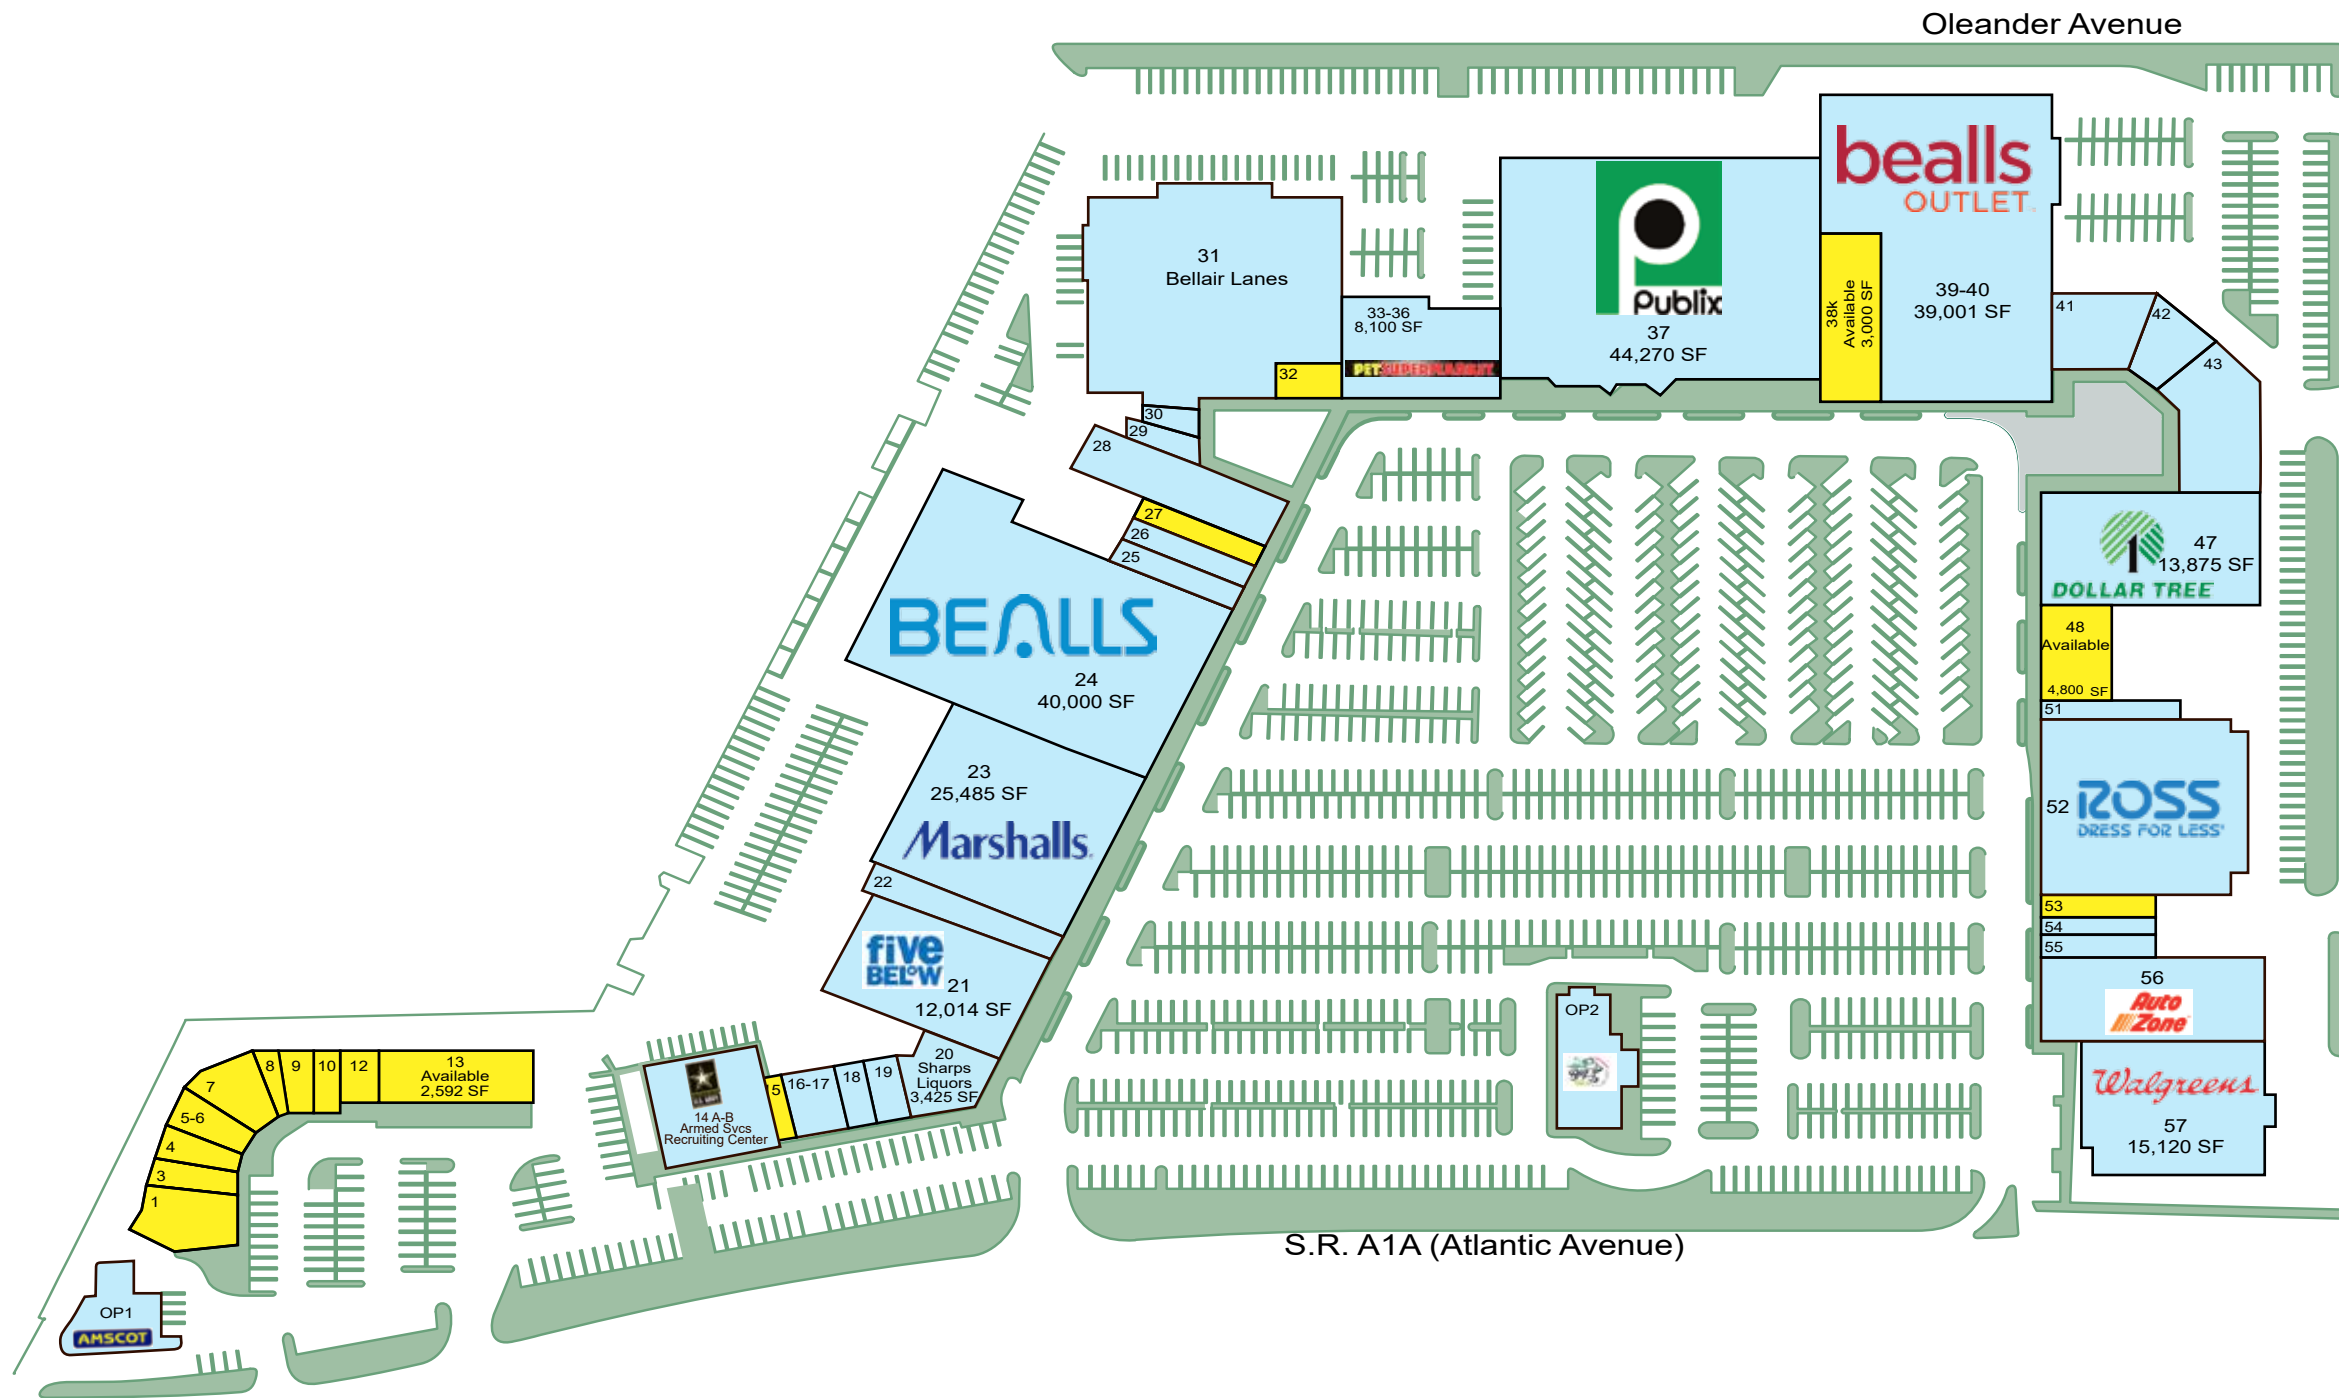 Oleander Avenue
bealls
OUTLET
Publix
37
44,270 SF
38k
Available
3,000 SF
39-40
39,001 SF
31
Bellair Lanes
33-36
8,100 SF
PET SUPERMARKET
32
30
29
28
27
26
25
41
42
43
47
13,875 SF
DOLLAR TREE
48
Available
4,800 SF
51
52
ROSS
DRESS FOR LESS
53
54
55
56
Auto
Zone
Walgreens
57
15,120 SF
BEALLS
24
40,000 SF
23
25,485 SF
Marshalls
22
five
BELOW
21
12,014 SF
20
Sharps
Liquors
3,425 SF
19
18
16-17
5
14 A-B
Armed Svcs
Recruiting Center
13
Available
2,592 SF
12
10
9
8
7
5-6
4
3
1
OP1
AMSCOT
OP2
S.R. A1A (Atlantic Avenue)